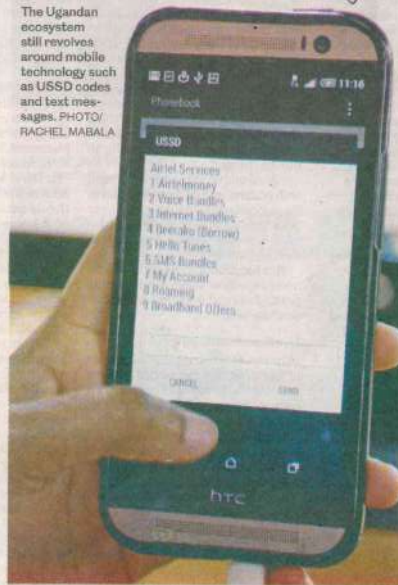 The Ugandan
ecosystem
still revolves
around mobile
technology such
as USSD codes
and text mes-
sages. PHOTO/
RACHEL MABALA
11:16
Phonebook
USSD
Airtel Services
1 Airtelmoney
2 Voice Bundles
3 Internet Bundles
4 (Borrow)
5 Hello Tunes
6 SMS Bundles
7 My Account
8 Roaming
9 Broadband Offers
CANCEL
SEND
hTC